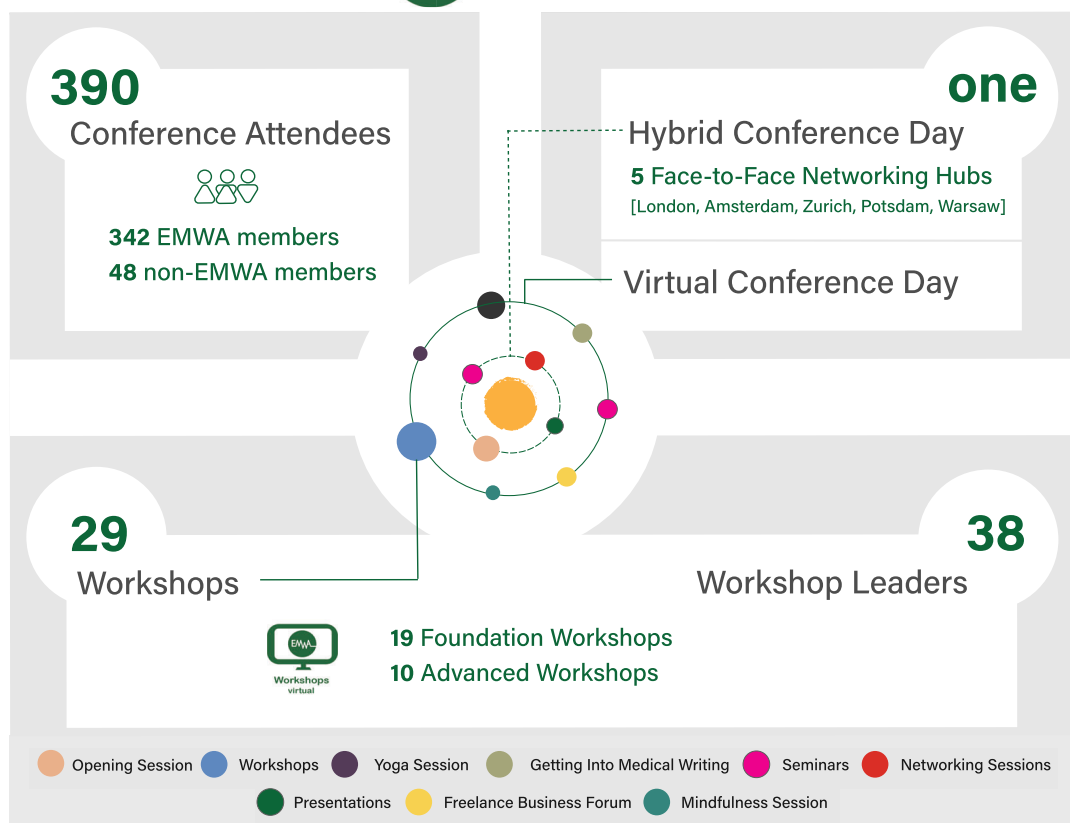 390
Conference Attendees
342 EMWA members
48 non-EMWA members
one
Hybrid Conference Day
5 Face-to-Face Networking Hubs
[London, Amsterdam, Zurich, Potsdam, Warsaw]
Virtual Conference Day
29
Workshops
38
Workshop Leaders
EMWA
Workshops
virtual
19 Foundation Workshops
10 Advanced Workshops
Opening Session Workshops Yoga Session Getting Into Medical Writing Seminars Networking Sessions
Presentations Freelance Business Forum Mindfulness Session